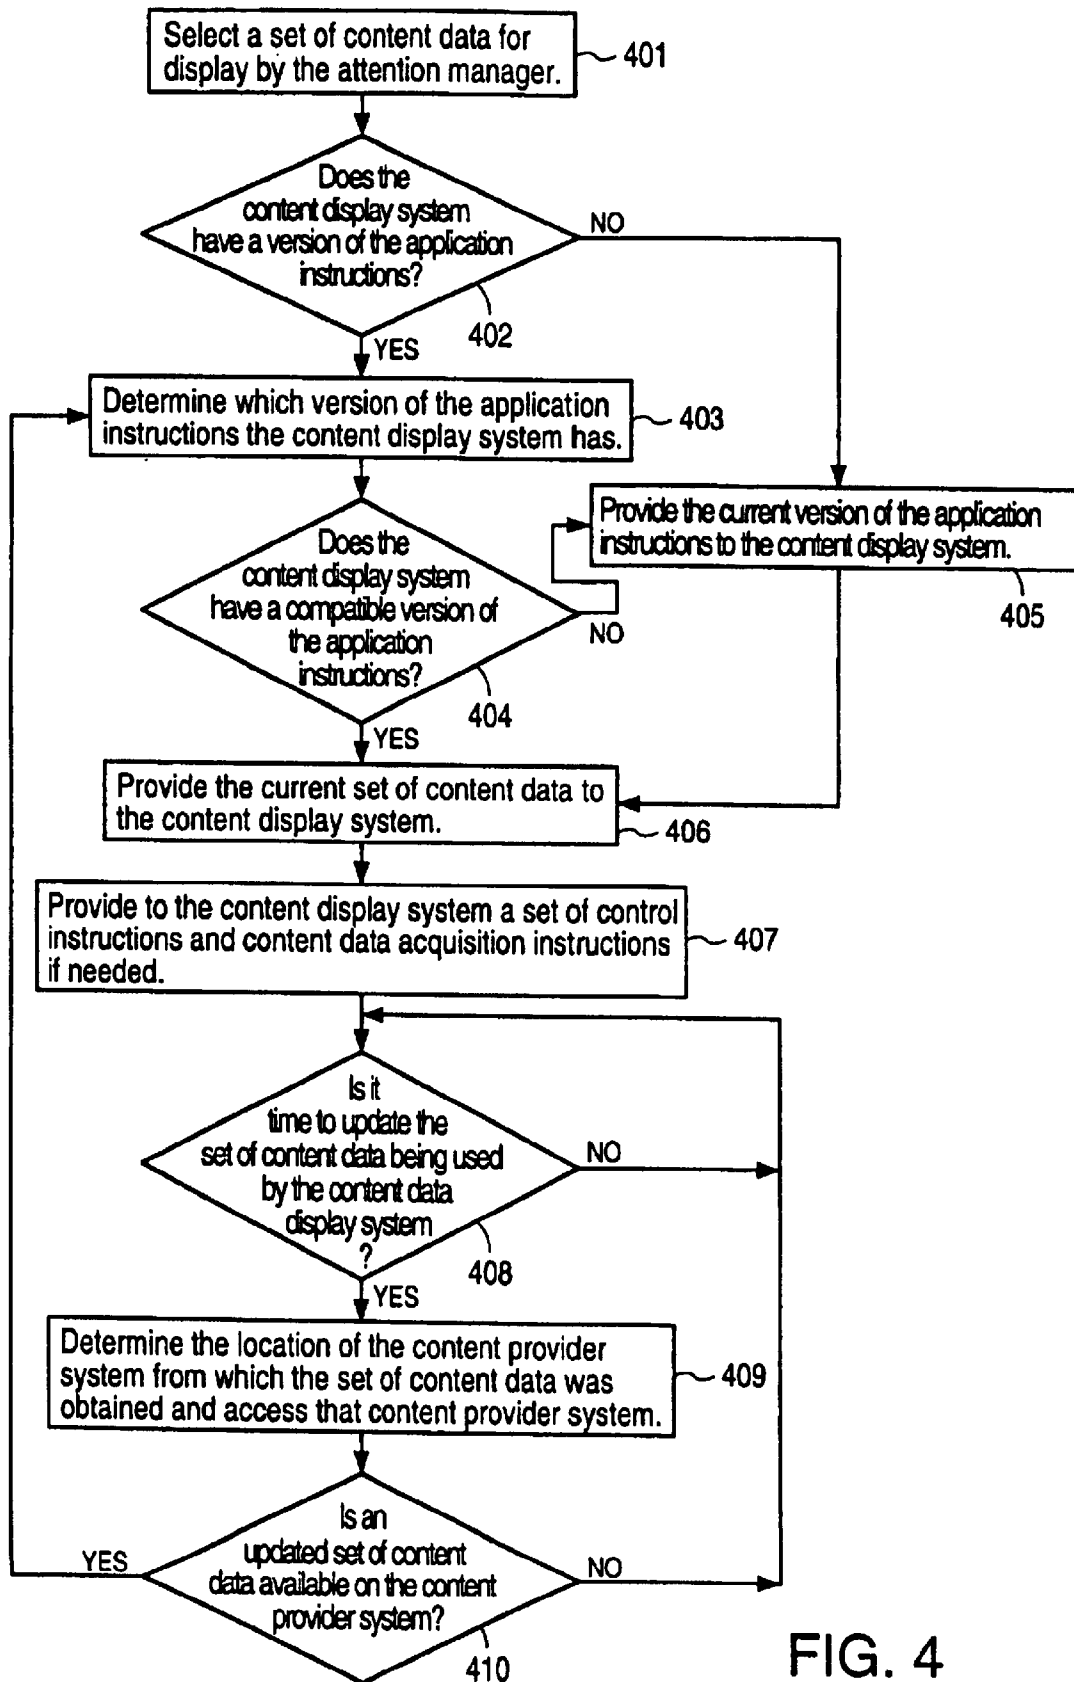 Select a set of content data for
display by the attention manager.
401
Does the
content display system
have a version of the application
instructions?
NO
402
YES
Determine which version of the application
instructions the content display system has.
403
Provide the current version of the application
instructions to the content display system.
405
Does the
content display system
have a compatible version of
the application
instructions?
NO
404
YES
Provide the current set of content data to
the content display system.
406
Provide to the content display system a set of control
instructions and content data acquisition instructions
if needed.
407
Is it
time to update the
set of content data being used
by the content data
display system
?
NO
408
YES
Determine the location of the content provider
system from which the set of content data was
obtained and access that content provider system.
409
Is an
updated set of content
data available on the content
provider system?
YES
NO
410
FIG. 4